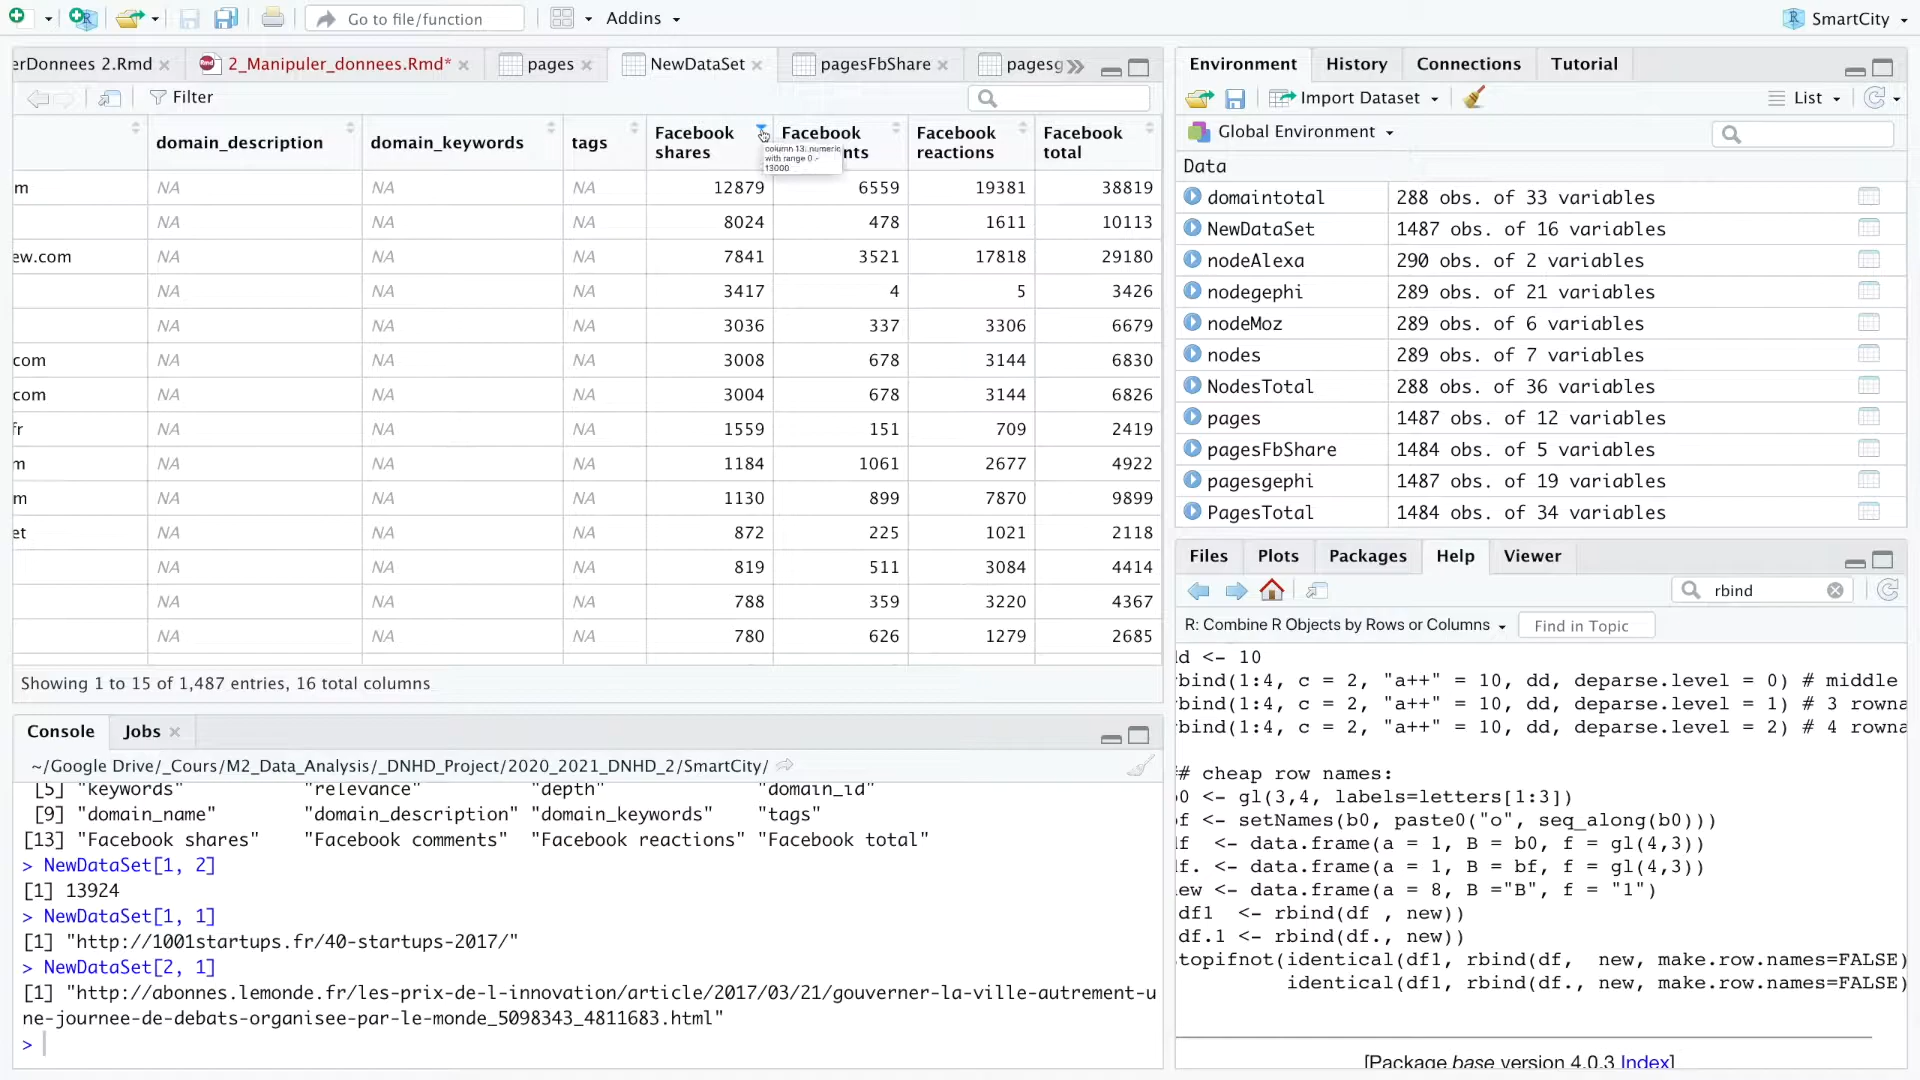 Go to file/function
Addins
SmartCity
erDonnees 2.Rmd
2_Manipuler_donnees.Rmd*
pages
NewDataSet
pagesFbShare
pagesg
Filter
domain_description
domain_keywords
tags
Facebook shares
Facebook nts
Facebook reactions
Facebook total
column 13: numeric
with range 0 -
13000
m NA NA NA 12879 6559 19381 38819
NA NA NA 8024 478 1611 10113
ew.com NA NA NA 7841 3521 17818 29180
NA NA NA 3417 4 5 3426
NA NA NA 3036 337 3306 6679
com NA NA NA 3008 678 3144 6830
com NA NA NA 3004 678 3144 6826
fr NA NA NA 1559 151 709 2419
m NA NA NA 1184 1061 2677 4922
m NA NA NA 1130 899 7870 9899
et NA NA NA 872 225 1021 2118
NA NA NA 819 511 3084 4414
NA NA NA 788 359 3220 4367
NA NA NA 780 626 1279 2685
Showing 1 to 15 of 1,487 entries, 16 total columns
Console Jobs
~/Google Drive/_Cours/M2_Data_Analysis/_DNHD_Project/2020_2021_DNHD_2/SmartCity/
[5] "keywords" "relevance" "depth" "domain_id"
[9] "domain_name" "domain_description" "domain_keywords" "tags"
[13] "Facebook shares" "Facebook comments" "Facebook reactions" "Facebook total"
> NewDataSet[1, 2]
[1] 13924
> NewDataSet[1, 1]
[1] "http://1001startups.fr/40-startups-2017/"
> NewDataSet[2, 1]
[1] "http://abonnes.lemonde.fr/les-prix-de-l-innovation/article/2017/03/21/gouverner-la-ville-autrement-u
ne-journee-de-debats-organisee-par-le-monde_5098343_4811683.html"
>
Environment History Connections Tutorial
Import Dataset
List
Global Environment
Data
domaintotal 288 obs. of 33 variables
NewDataSet 1487 obs. of 16 variables
nodeAlexa 290 obs. of 2 variables
nodegephi 289 obs. of 21 variables
nodeMoz 289 obs. of 6 variables
nodes 289 obs. of 7 variables
NodesTotal 288 obs. of 36 variables
pages 1487 obs. of 12 variables
pagesFbShare 1484 obs. of 5 variables
pagesgephi 1487 obs. of 19 variables
PagesTotal 1484 obs. of 34 variables
Files Plots Packages Help Viewer
rbind
R: Combine R Objects by Rows or Columns
Find in Topic
dd <- 10
rbind(1:4, c = 2, "a++" = 10, dd, deparse.level = 0) # middle
rbind(1:4, c = 2, "a++" = 10, dd, deparse.level = 1) # 3 rowna
rbind(1:4, c = 2, "a++" = 10, dd, deparse.level = 2) # 4 rowna
## cheap row names:
b0 <- gl(3,4, labels=letters[1:3])
bf <- setNames(b0, paste0("o", seq_along(b0)))
df <- data.frame(a = 1, B = b0, f = gl(4,3))
df. <- data.frame(a = 1, B = bf, f = gl(4,3))
new <- data.frame(a = 8, B ="B", f = "1")
df1 <- rbind(df , new))
df.1 <- rbind(df., new))
topifnot(identical(df1, rbind(df, new, make.row.names=FALSE)
identical(df1, rbind(df., new, make.row.names=FALSE)
[Package base version 4.0.3 Index]